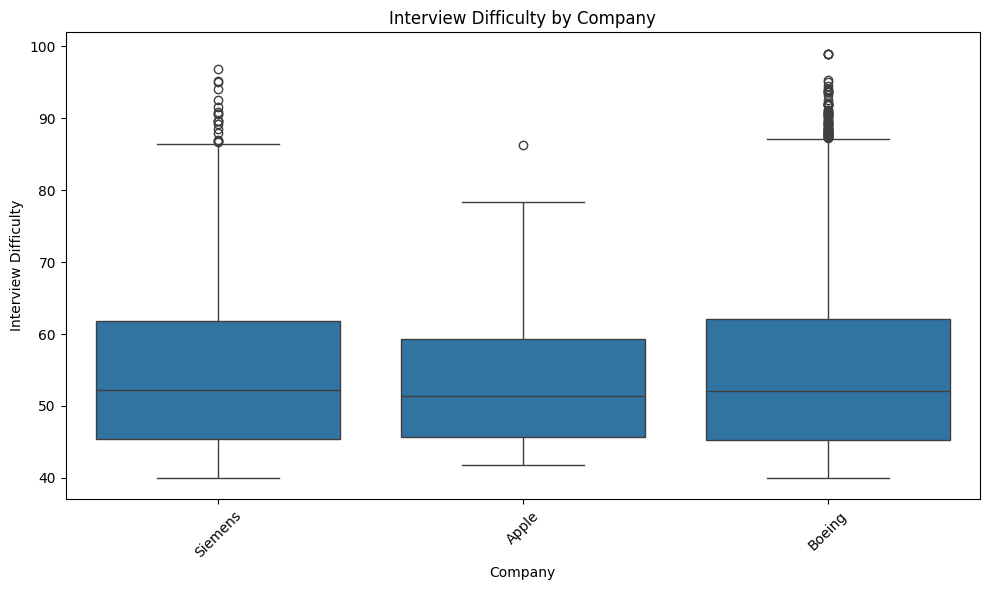 Interview Difficulty by Company
Interview Difficulty
100
90
80
70
60
50
40
Siemens
Apple
Boeing
Company